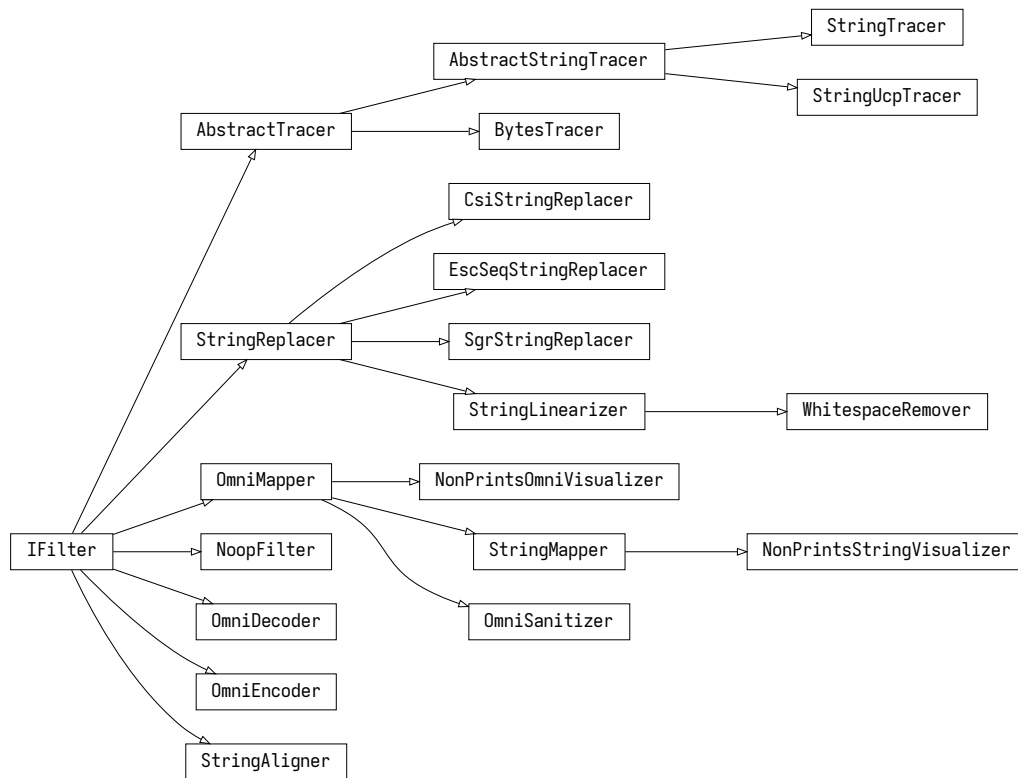 StringTracer
AbstractStringTracer
StringUcpTracer
AbstractTracer
BytesTracer
CsiStringReplacer
EscSeqStringReplacer
StringReplacer
SgrStringReplacer
StringLinearizer
WhitespaceRemover
OmniMapper
NonPrintsOmniVisualizer
IFilter
NoopFilter
StringMapper
NonPrintsStringVisualizer
OmniDecoder
OmniSanitizer
OmniEncoder
StringAligner